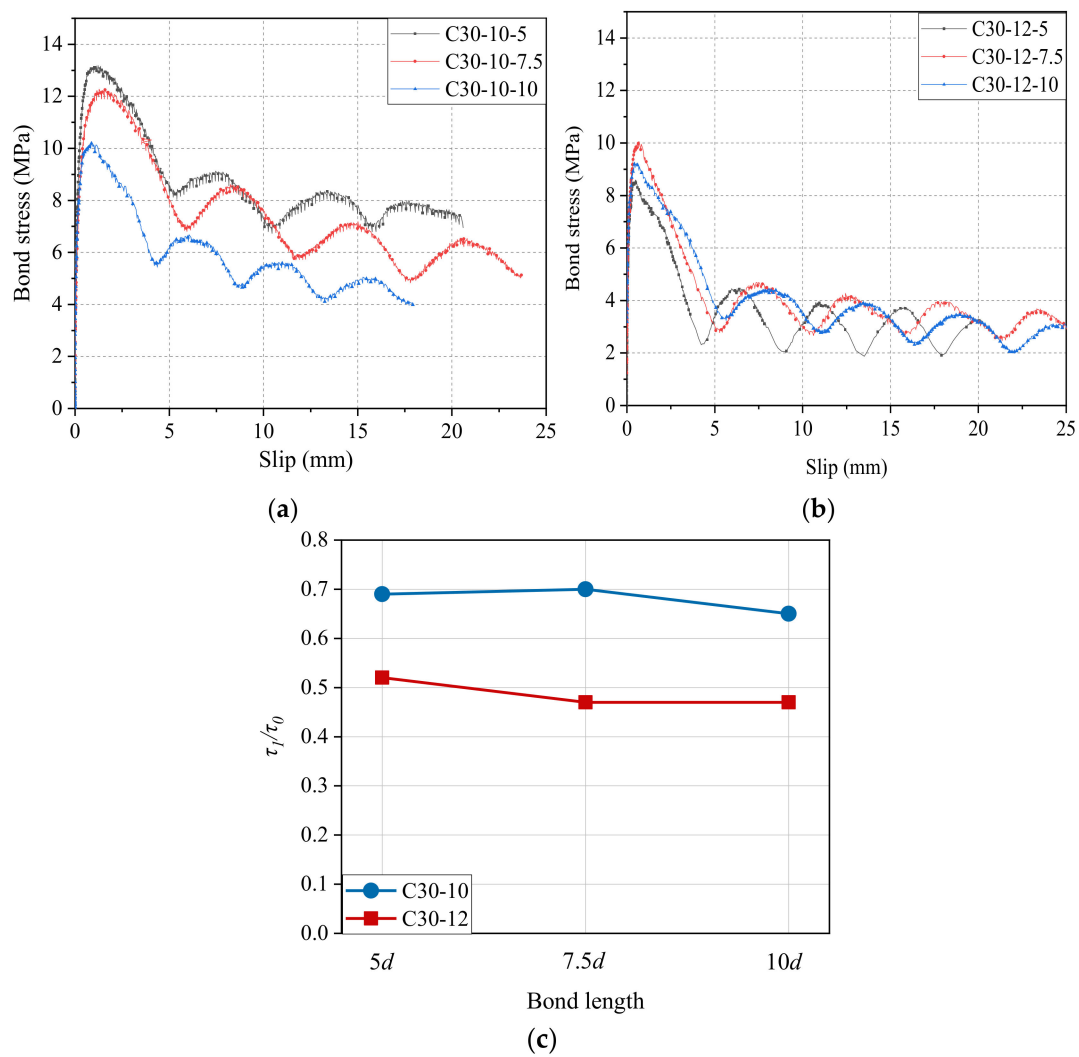 C30-10-5
C30-10-7.5
C30-10-10
14
12
10
8
6
4
2
0
Bond stress (MPa)
0 5 10 15 20 25
Slip (mm)
(a)
C30-12-5
C30-12-7.5
C30-12-10
14
12
10
8
6
4
2
0
Bond stress (MPa)
0 5 10 15 20 25
Slip (mm)
(b)
0.8
0.7
0.6
0.5
0.4
0.3
0.2
0.1
0.0
τ1/τ0
C30-10
C30-12
5d 7.5d 10d
Bond length
(c)